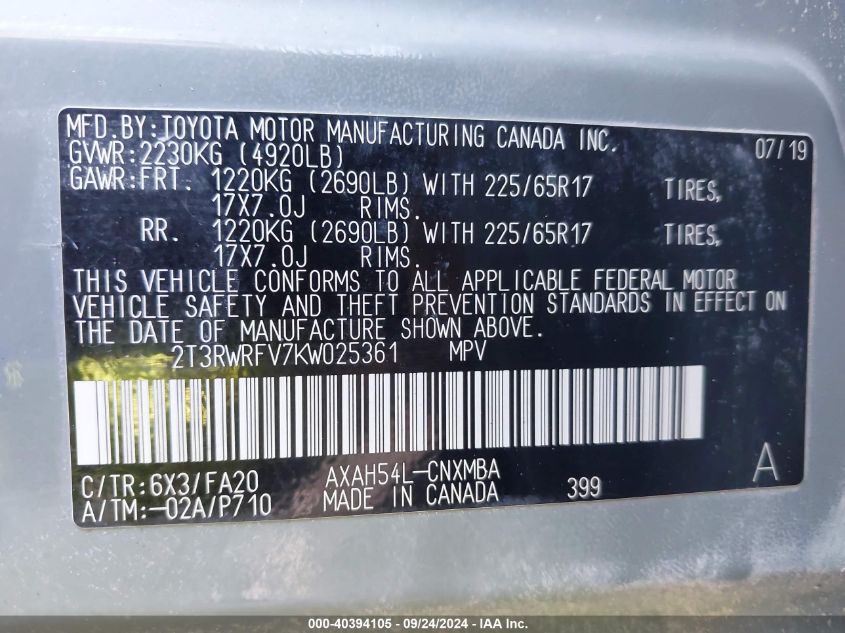 MFD.BY:TOYOTA MOTOR MANUFACTURING CANADA INC. 07/19
GVWR:2230KG (4920LB)
GAWR:FRT. 1220KG (2690LB) WITH 225/65R17 TIRES,
17X7.0J RIMS.
RR. 1220KG (2690LB) WITH 225/65R17 TIRES,
17X7.0J RIMS.
THIS VEHICLE CONFORMS TO ALL APPLICABLE FEDERAL MOTOR
VEHICLE SAFETY AND THEFT PREVENTION STANDARDS IN EFFECT ON
THE DATE OF MANUFACTURE SHOWN ABOVE.
2T3RWRFV7KW025361 MPV
C/TR:6X3/FA20 AXAH54L-CNXMBA A
A/TM:-02A/P710 MADE IN CANADA 399
000-40394105 - 09/24/2024 - IAA Inc.